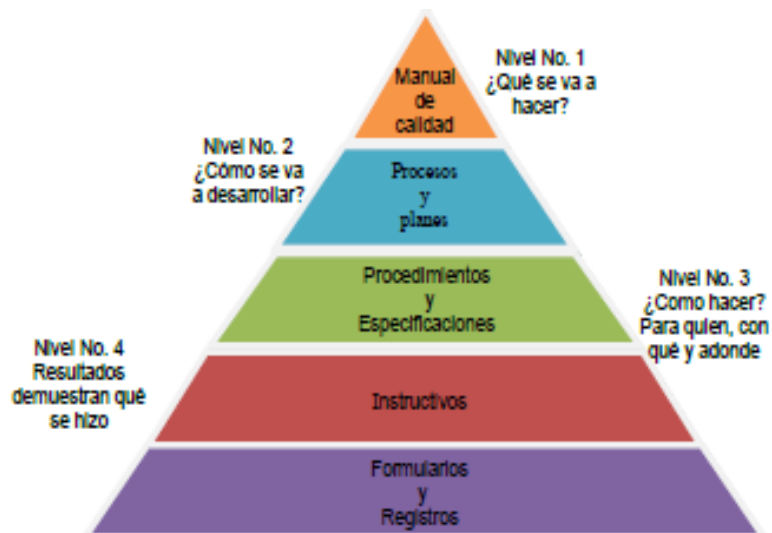 Manual
de
calidad
Nivel No. 1
¿Qué se va a
hacer?
Nivel No. 2
¿Cómo se va
a desarrollar?
Procesos
y
planes
Procedimientos
y
Especificaciones
Nivel No. 3
¿Como hacer?
Para quien, con
qué y adonde
Nivel No. 4
Resultados
demuestran qué
se hizo
Instructivos
Formularios
y
Registros